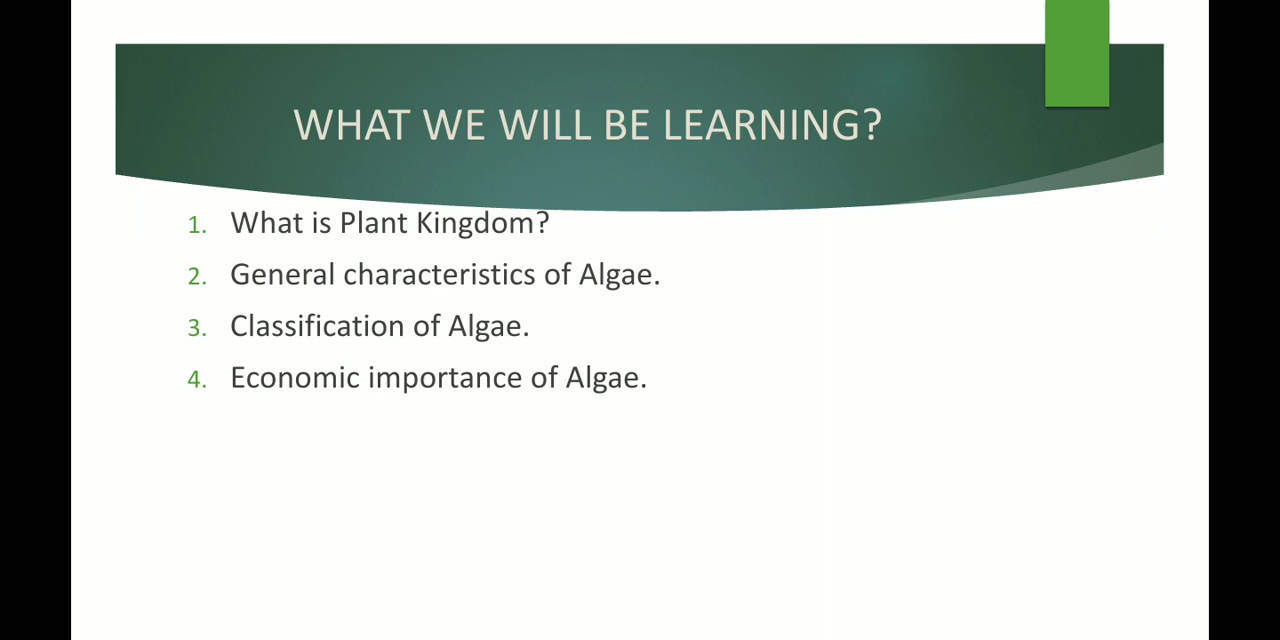 WHAT WE WILL BE LEARNING?
1. What is Plant Kingdom?
2. General characteristics of Algae.
3. Classification of Algae.
4. Economic importance of Algae.